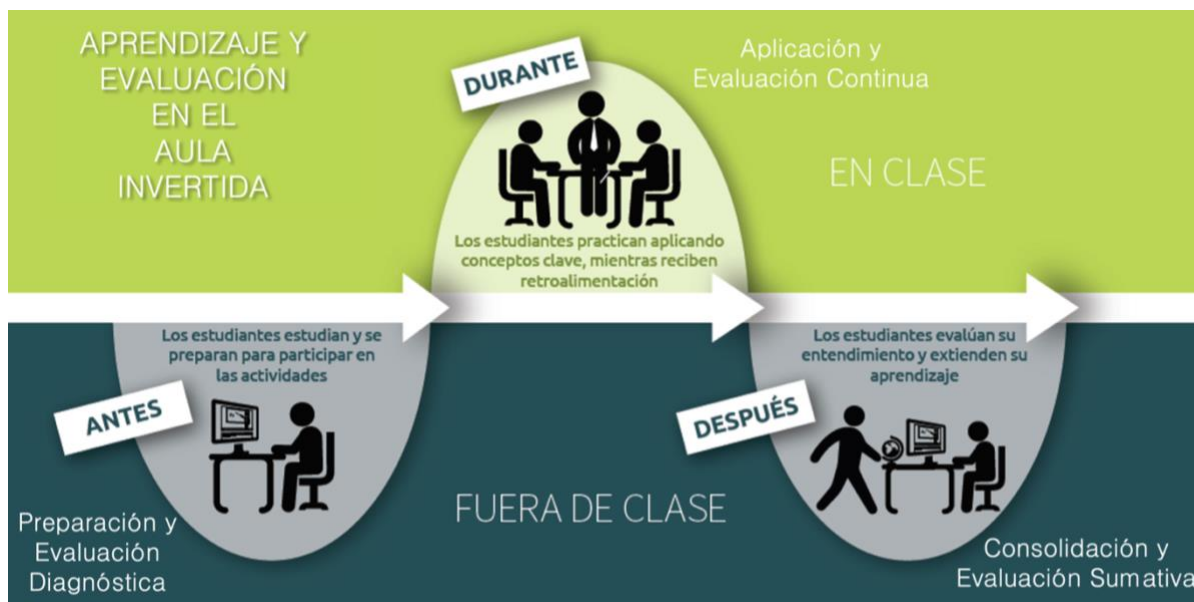 APRENDIZAJE Y
EVALUACIÓN
EN EL
AULA
INVERTIDA
DURANTE
Aplicación y
Evaluación Continua
EN CLASE
Los estudiantes practican aplicando
conceptos clave, mientras reciben
retroalimentación
Los estudiantes estudian y se
preparan para participar en
las actividades
ANTES
Preparación y
Evaluación
Diagnóstica
FUERA DE CLASE
Los estudiantes evalúan su
entendimiento y extienden su
aprendizaje
DESPUÉS
Consolidación y
Evaluación Sumativa